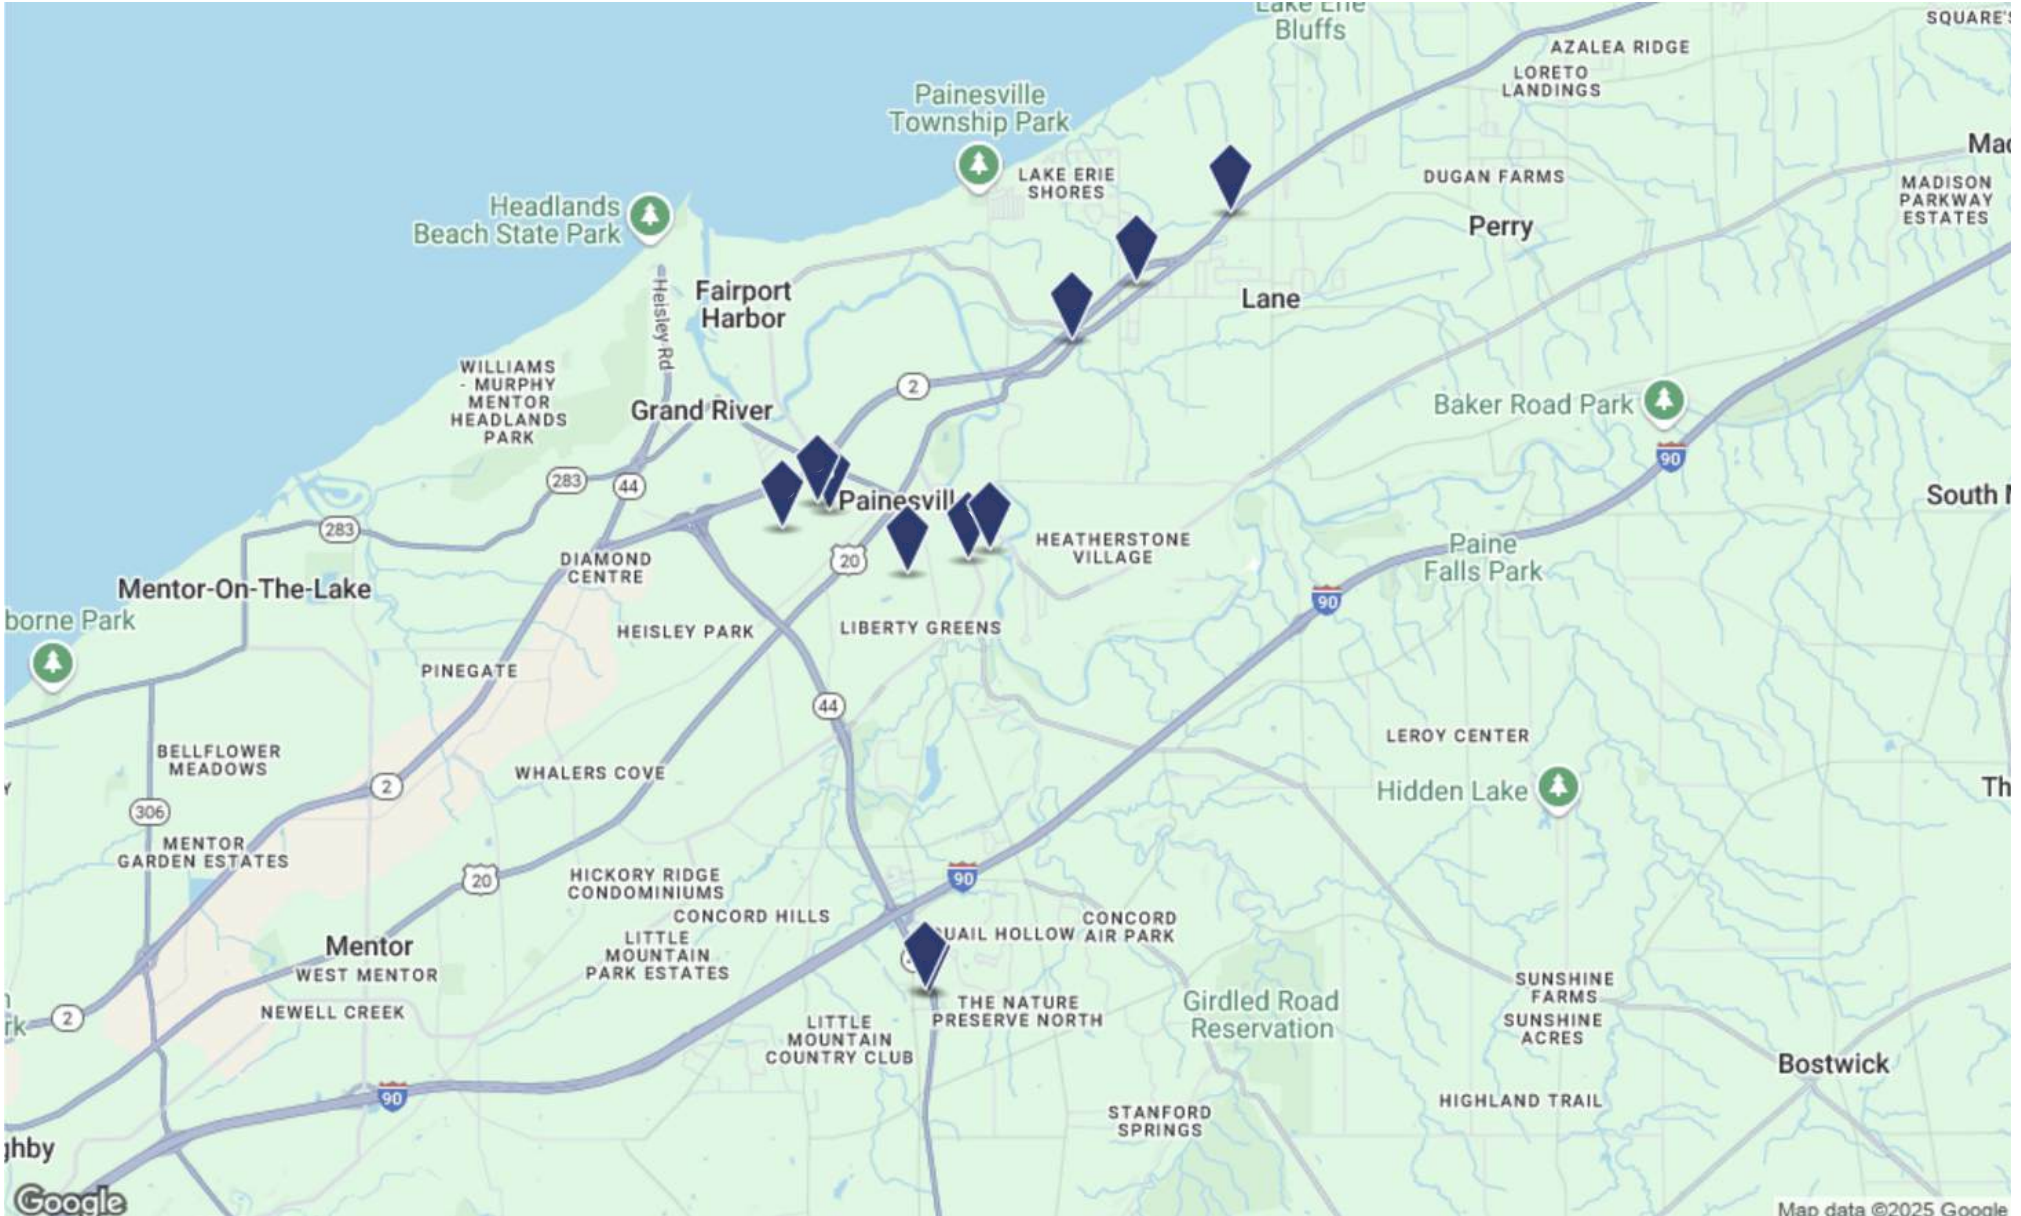 Lake Erie
Bluffs
SQUARE'S
AZALEA RIDGE
LORETO
LANDINGS
Painesville
Township Park
LAKE ERIE
SHORES
DUGAN FARMS
Mad
MADISON
PARKWAY
ESTATES
Perry
Headlands
Beach State Park
Heisley Rd
Fairport
Harbor
Lane
WILLIAMS
- MURPHY
MENTOR
HEADLANDS
PARK
2
Grand River
Baker Road Park
90
283
44
Painesvill
South M
283
HEATHERSTONE
VILLAGE
Paine
Falls Park
DIAMOND
CENTRE
20
Mentor-On-The-Lake
90
borne Park
HEISLEY PARK
LIBERTY GREENS
PINEGATE
44
LEROY CENTER
BELLFLOWER
MEADOWS
WHALERS COVE
2
Hidden Lake
Th
Y
306
MENTOR
GARDEN ESTATES
20
HICKORY RIDGE
CONDOMINIUMS
90
CONCORD HILLS
CONCORD
AIR PARK
QUAIL HOLLOW
Mentor
LITTLE
MOUNTAIN
PARK ESTATES
WEST MENTOR
SUNSHINE
FARMS
NEWELL CREEK
2
rk
THE NATURE
PRESERVE NORTH
Girdled Road
Reservation
LITTLE
MOUNTAIN
COUNTRY CLUB
SUNSHINE
ACRES
Bostwick
90
HIGHLAND TRAIL
STANFORD
SPRINGS
ghby
Google
Map data ©2025 Google